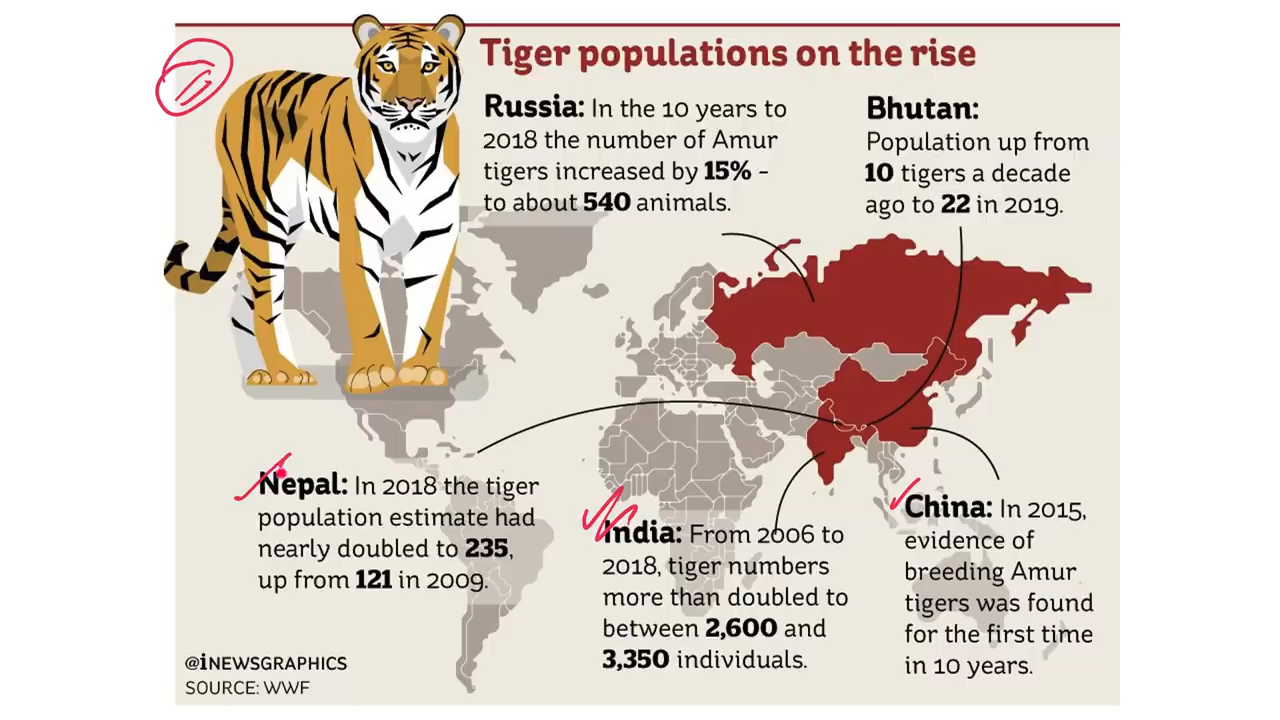 Tiger populations on the rise
Russia: In the 10 years to
2018 the number of Amur
tigers increased by 15% -
to about 540 animals.
Bhutan:
Population up from
10 tigers a decade
ago to 22 in 2019.
Nepal: In 2018 the tiger
population estimate had
nearly doubled to 235,
up from 121 in 2009.
India: From 2006 to
2018, tiger numbers
more than doubled to
between 2,600 and
3,350 individuals.
China: In 2015,
evidence of
breeding Amur
tigers was found
for the first time
in 10 years.
@iNEWSGRAPHICS
SOURCE: WWF